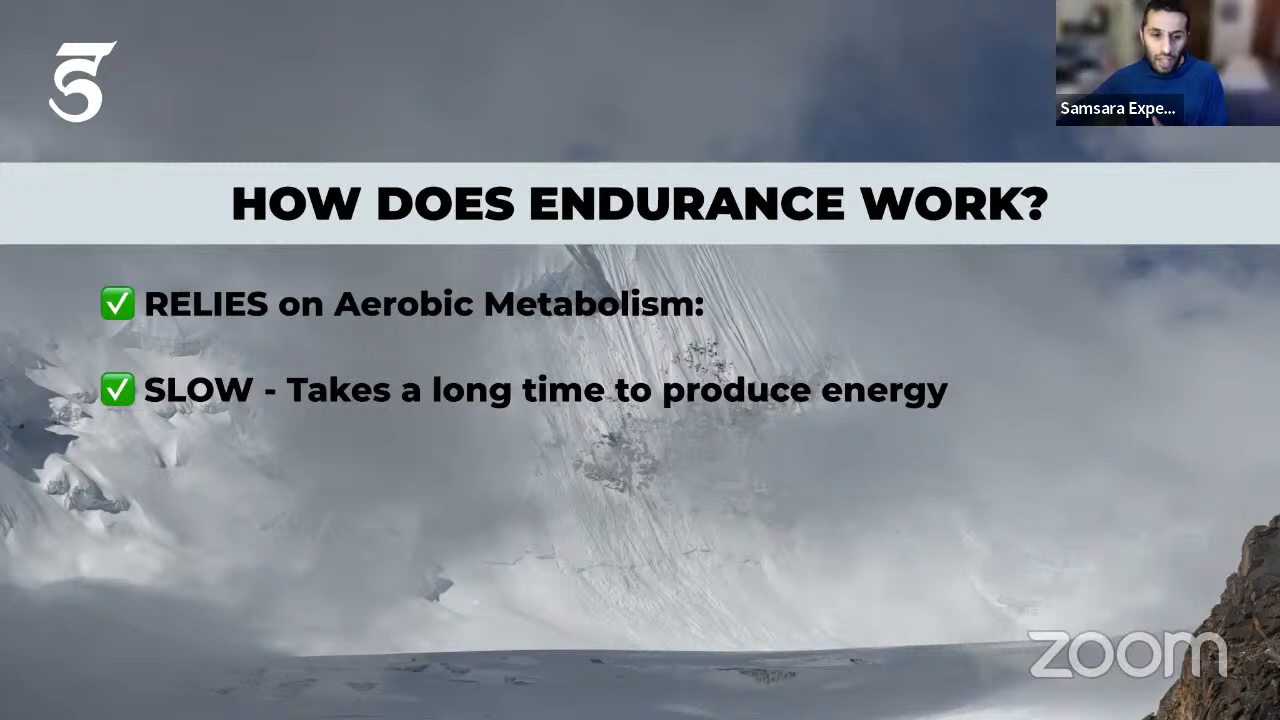 Samsara Expe...
HOW DOES ENDURANCE WORK?
✅ RELIES on Aerobic Metabolism:
✅ SLOW - Takes a long time to produce energy
zoom